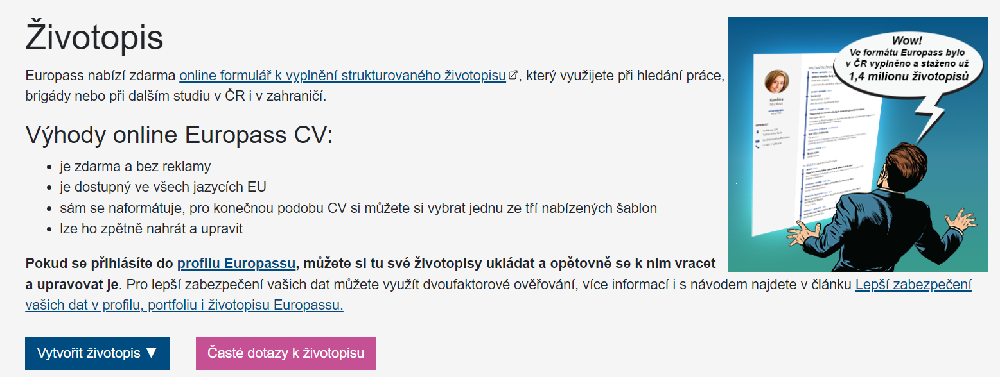 Životopis
Europass nabízí zdarma online formulář k vyplnění strukturovaného životopisu, který využijete při hledání práce,
brigády nebo při dalším studiu v ČR i v zahraničí.
Výhody online Europass CV:
• je zdarma a bez reklamy
• je dostupný ve všech jazycích EU
• sám se naformátuje, pro konečnou podobu CV si můžete si vybrat jednu ze tří nabízených šablon
• lze ho zpětně nahrát a upravit
Pokud se přihlásíte do profilu Europassu, můžete si tu své životopisy ukládat a opětovně se k nim vracet
a upravovat je. Pro lepší zabezpečení vašich dat můžete využít dvoufaktorové ověřování, více informací i s návodem najdete v článku Lepší zabezpečení
vašich dat v profilu, portfoliu i životopisu Europassu.
Vytvořit životopis ▼
Časté dotazy k životopisu
Wow!
Ve formátu Europass bylo
v ČR vyplněno a staženo už
1,4 milionu životopisů
Karolina